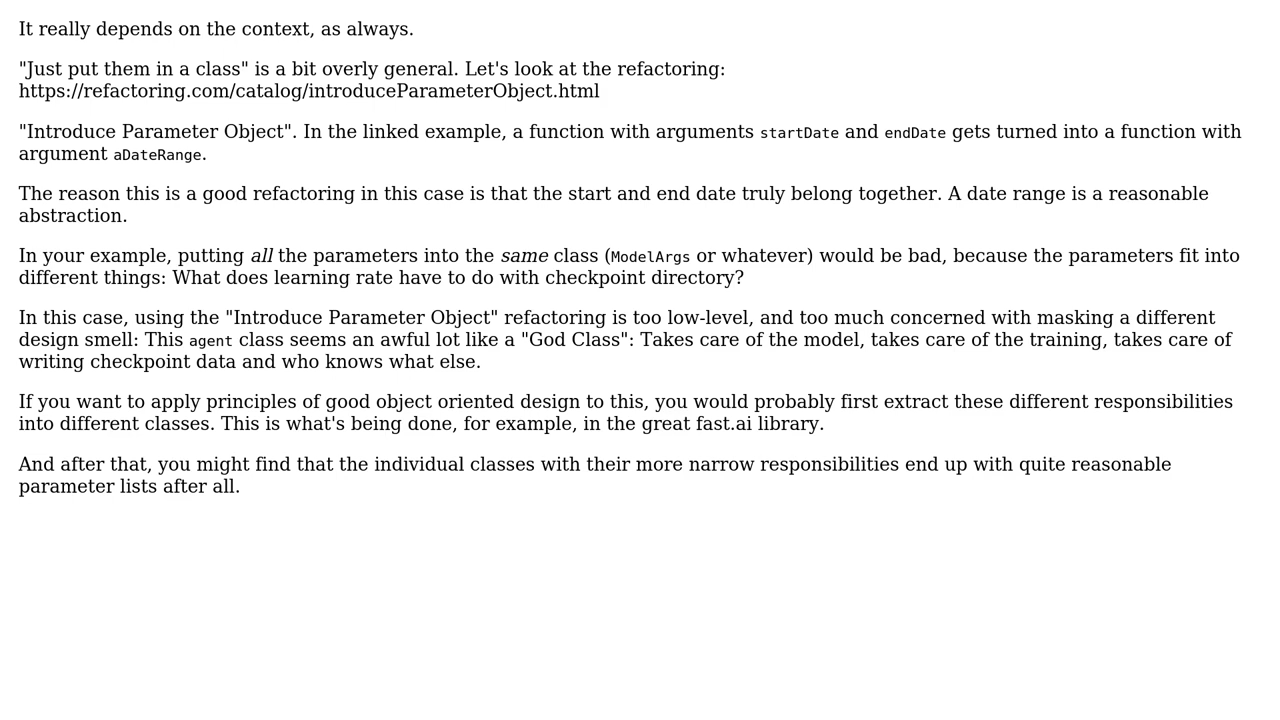 It really depends on the context, as always.
"Just put them in a class" is a bit overly general. Let's look at the refactoring:
https://refactoring.com/catalog/introduceParameterObject.html
"Introduce Parameter Object". In the linked example, a function with arguments startDate and endDate gets turned into a function with
argument aDateRange.
The reason this is a good refactoring in this case is that the start and end date truly belong together. A date range is a reasonable
abstraction.
In your example, putting all the parameters into the same class (ModelArgs or whatever) would be bad, because the parameters fit into
different things: What does learning rate have to do with checkpoint directory?
In this case, using the "Introduce Parameter Object" refactoring is too low-level, and too much concerned with masking a different
design smell: This agent class seems an awful lot like a "God Class": Takes care of the model, takes care of the training, takes care of
writing checkpoint data and who knows what else.
If you want to apply principles of good object oriented design to this, you would probably first extract these different responsibilities
into different classes. This is what's being done, for example, in the great fast.ai library.
And after that, you might find that the individual classes with their more narrow responsibilities end up with quite reasonable
parameter lists after all.